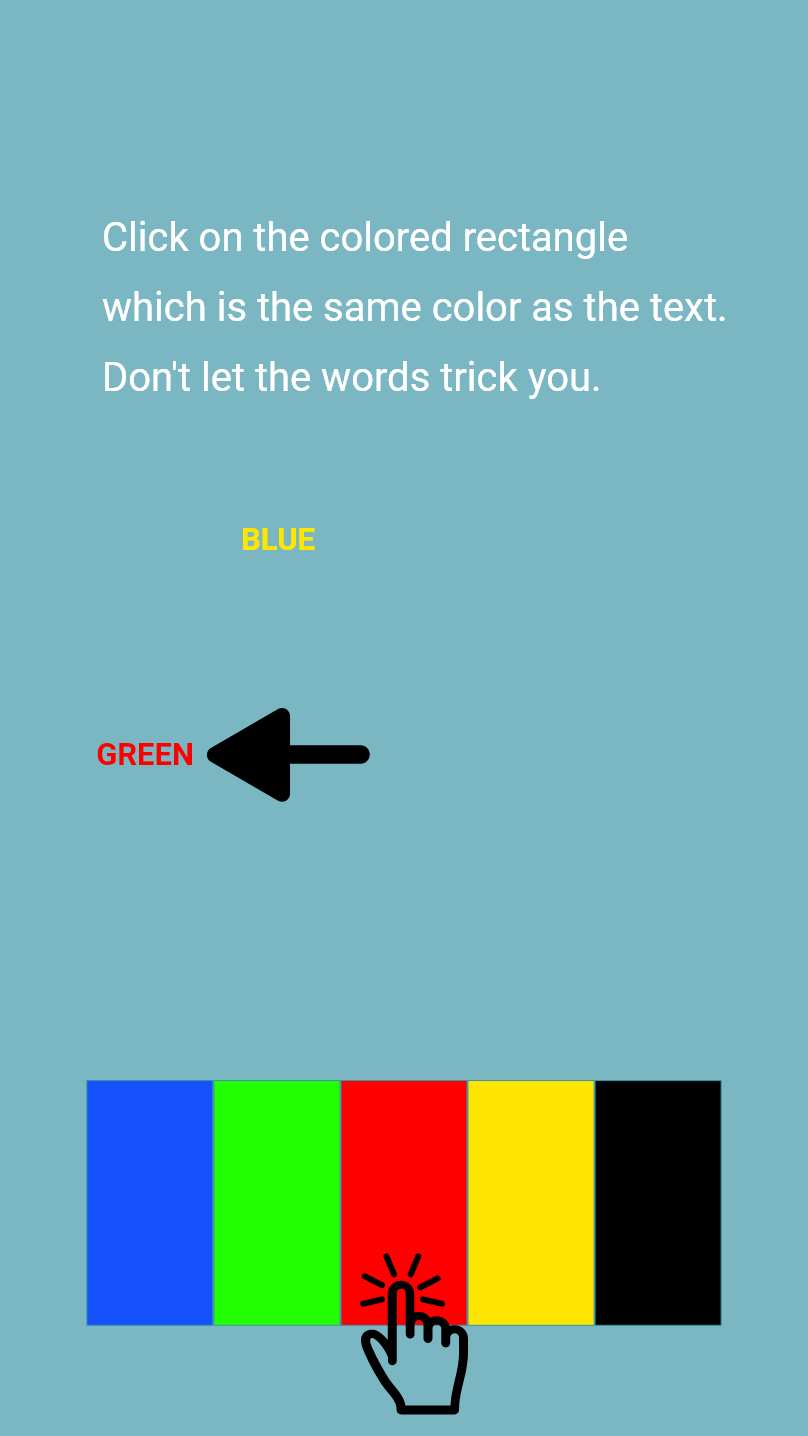 Click on the colored rectangle
which is the same color as the text.
Don't let the words trick you.
BLUE
GREEN